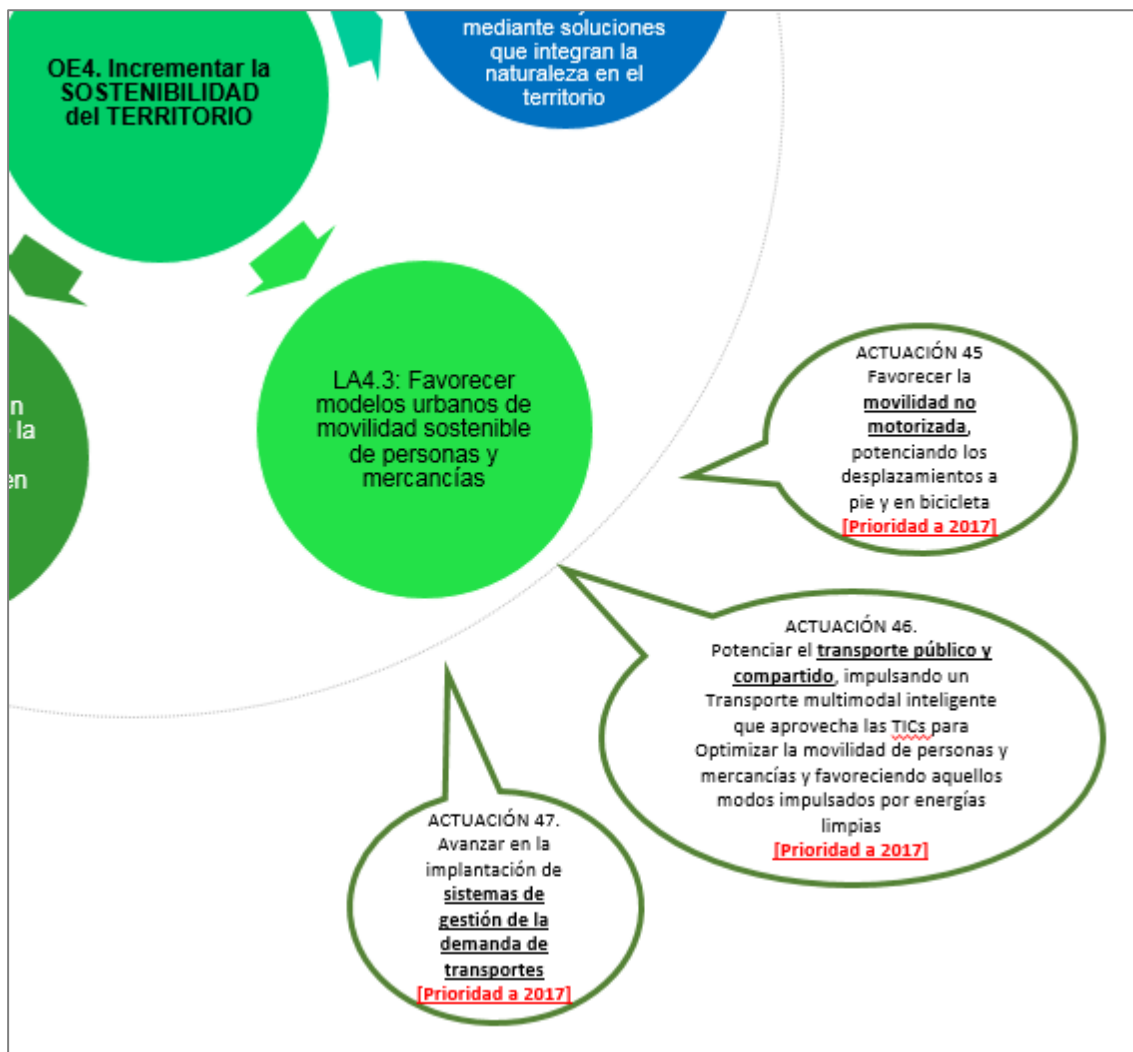 mediante soluciones
que integran la
naturaleza en el
territorio
OE4. Incrementar la
SOSTENIBILIDAD
del TERRITORIO
la
en
LA4.3: Favorecer
modelos urbanos de
movilidad sostenible
de personas y
mercancías
ACTUACIÓN 45
Favorecer la
movilidad no
motorizada,
potenciando los
desplazamientos a
pie y en bicicleta
[Prioridad a 2017]
ACTUACIÓN 46.
Potenciar el transporte público y
compartido, impulsando un
Transporte multimodal inteligente
que aprovecha las TICs para
Optimizar la movilidad de personas y
mercancías y favoreciendo aquellos
modos impulsados por energías
limpias
[Prioridad a 2017]
ACTUACIÓN 47.
Avanzar en la
implantación de
sistemas de
gestión de la
demanda de
transportes
[Prioridad a 2017]